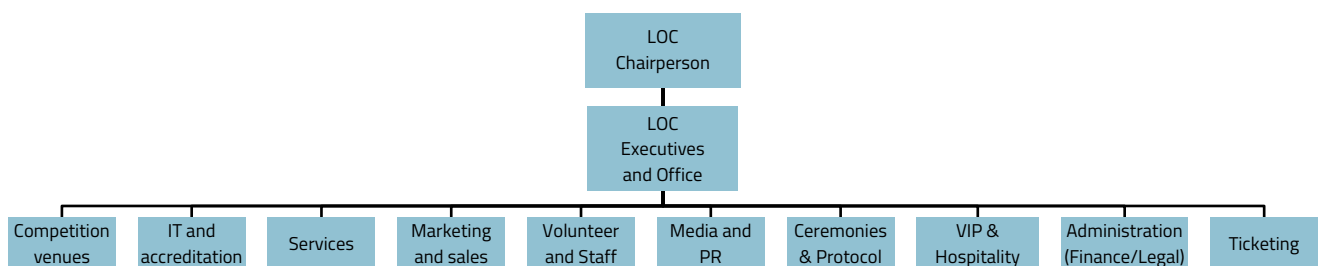 LOC
Chairperson
LOC
Executives
and Office
Competition
venues
IT and
accreditation
Services
Marketing
and sales
Volunteer
and Staff
Media and
PR
Ceremonies
& Protocol
VIP &
Hospitality
Administration
(Finance/Legal)
Ticketing